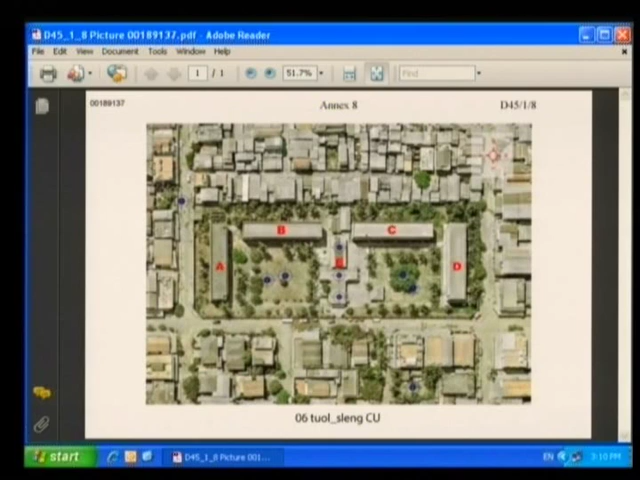 D45_1_8 Picture 00189137.pdf - Adobe Reader
File Edit View Document Tools Window Help
1 / 1 51.7% Find
00189137 Annex 8 D45/1/8
B C
A E D
06 tuol_sleng CU
start D45_1_8 Picture 001... EN 3:10 PM